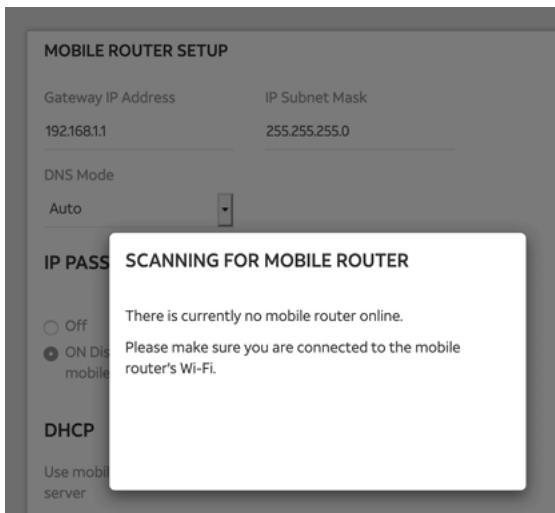 MOBILE ROUTER SETUP
Gateway IP Address IP Subnet Mask
192.168.1.1 255.255.255.0
DNS Mode
Auto
IP PASS
SCANNING FOR MOBILE ROUTER
There is currently no mobile router online.
Please make sure you are connected to the mobile
router's Wi-Fi.
Off
ON Dis
mobile
DHCP
Use mobil
server